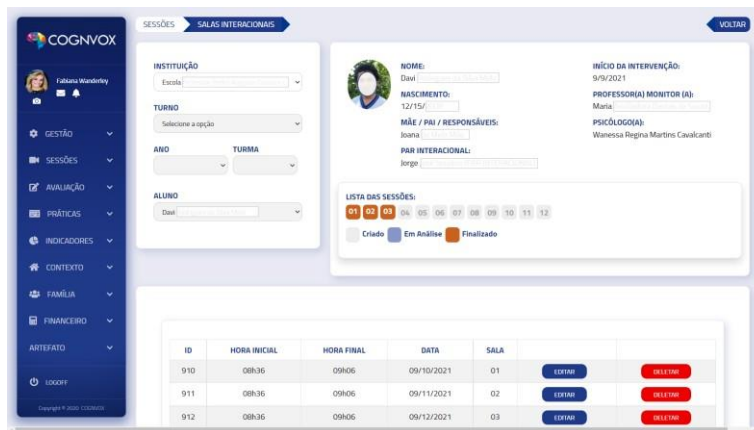 COGNVOX
Fabiana Wanderley
GESTÃO
SESSÕES
AVALIAÇÃO
PRÁTICAS
INDICADORES
CONTEXTO
FAMÍLIA
FINANCEIRO
ARTEFATO
LOGOFF
Copyright © 2020 COGNVOX
SESSÕES SALAS INTERACIONAIS VOLTAR
INSTITUIÇÃO
Escola
TURNO
Selecione a opção
ANO TURMA
ALUNO
Davi
NOME:
Davi
NASCIMENTO:
12/15/
MÃE / PAI / RESPONSÁVEIS:
Joana
PAR INTERACIONAL:
Jorge
INÍCIO DA INTERVENÇÃO:
9/9/2021
PROFESSOR(A) MONITOR (A):
Maria
PSICÓLOGO(A):
Wanessa Regina Martins Cavalcanti
LISTA DAS SESSÕES:
01 02 03 04 05 06 07 08 09 10 11 12
Criado Em Análise Finalizado
ID HORA INICIAL HORA FINAL DATA SALA
910 08h36 09h06 09/10/2021 01 EDITAR DELETAR
911 08h36 09h06 09/11/2021 02 EDITAR DELETAR
912 08h36 09h06 09/12/2021 03 EDITAR DELETAR